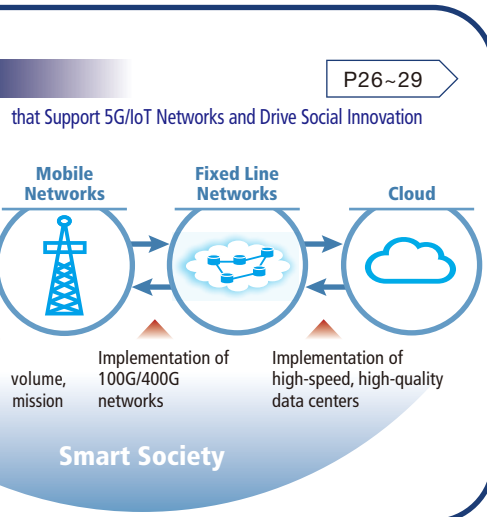 P26~29
that Support 5G/IoT Networks and Drive Social Innovation
Mobile
Networks
Fixed Line
Networks
Cloud
volume,
mission
Implementation of
100G/400G
networks
Implementation of
high-speed, high-quality
data centers
Smart Society